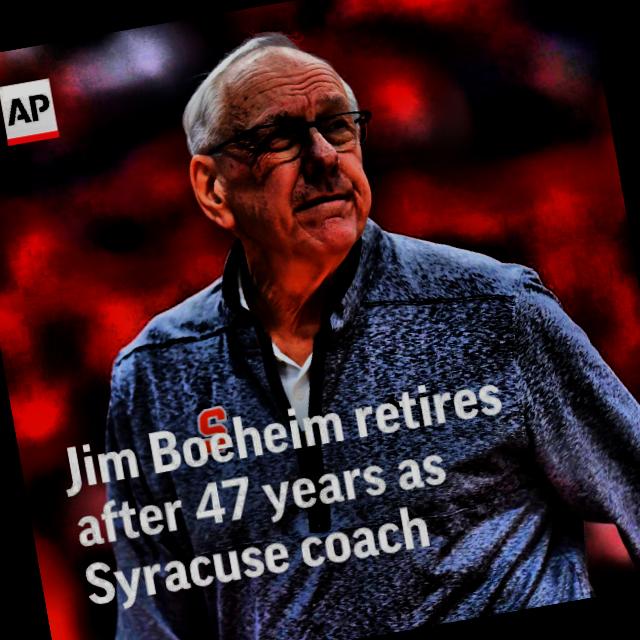 AP
S
Jim Boeheim retires
after 47 years as
Syracuse coach